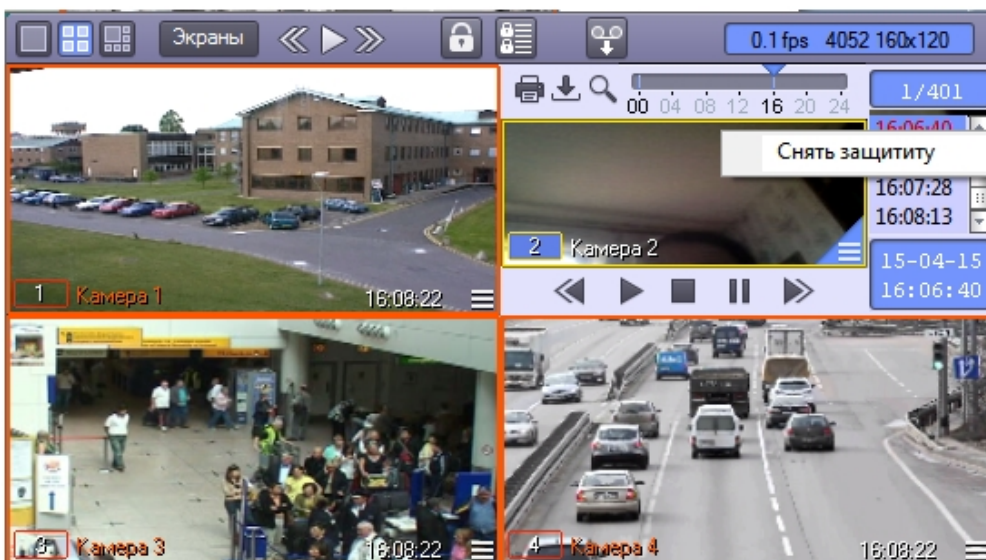 Экраны
0.1 fps 4052 160x120
00 04 08 12 16 20 24
1/401
16:06:40
Снять защититу
16:07:28
16:08:13
2 Камера 2
15-04-15
16:06:40
1 Камера 1 16:08:22
3 Камера 3 16:08:22
4 Камера 4 16:08:22